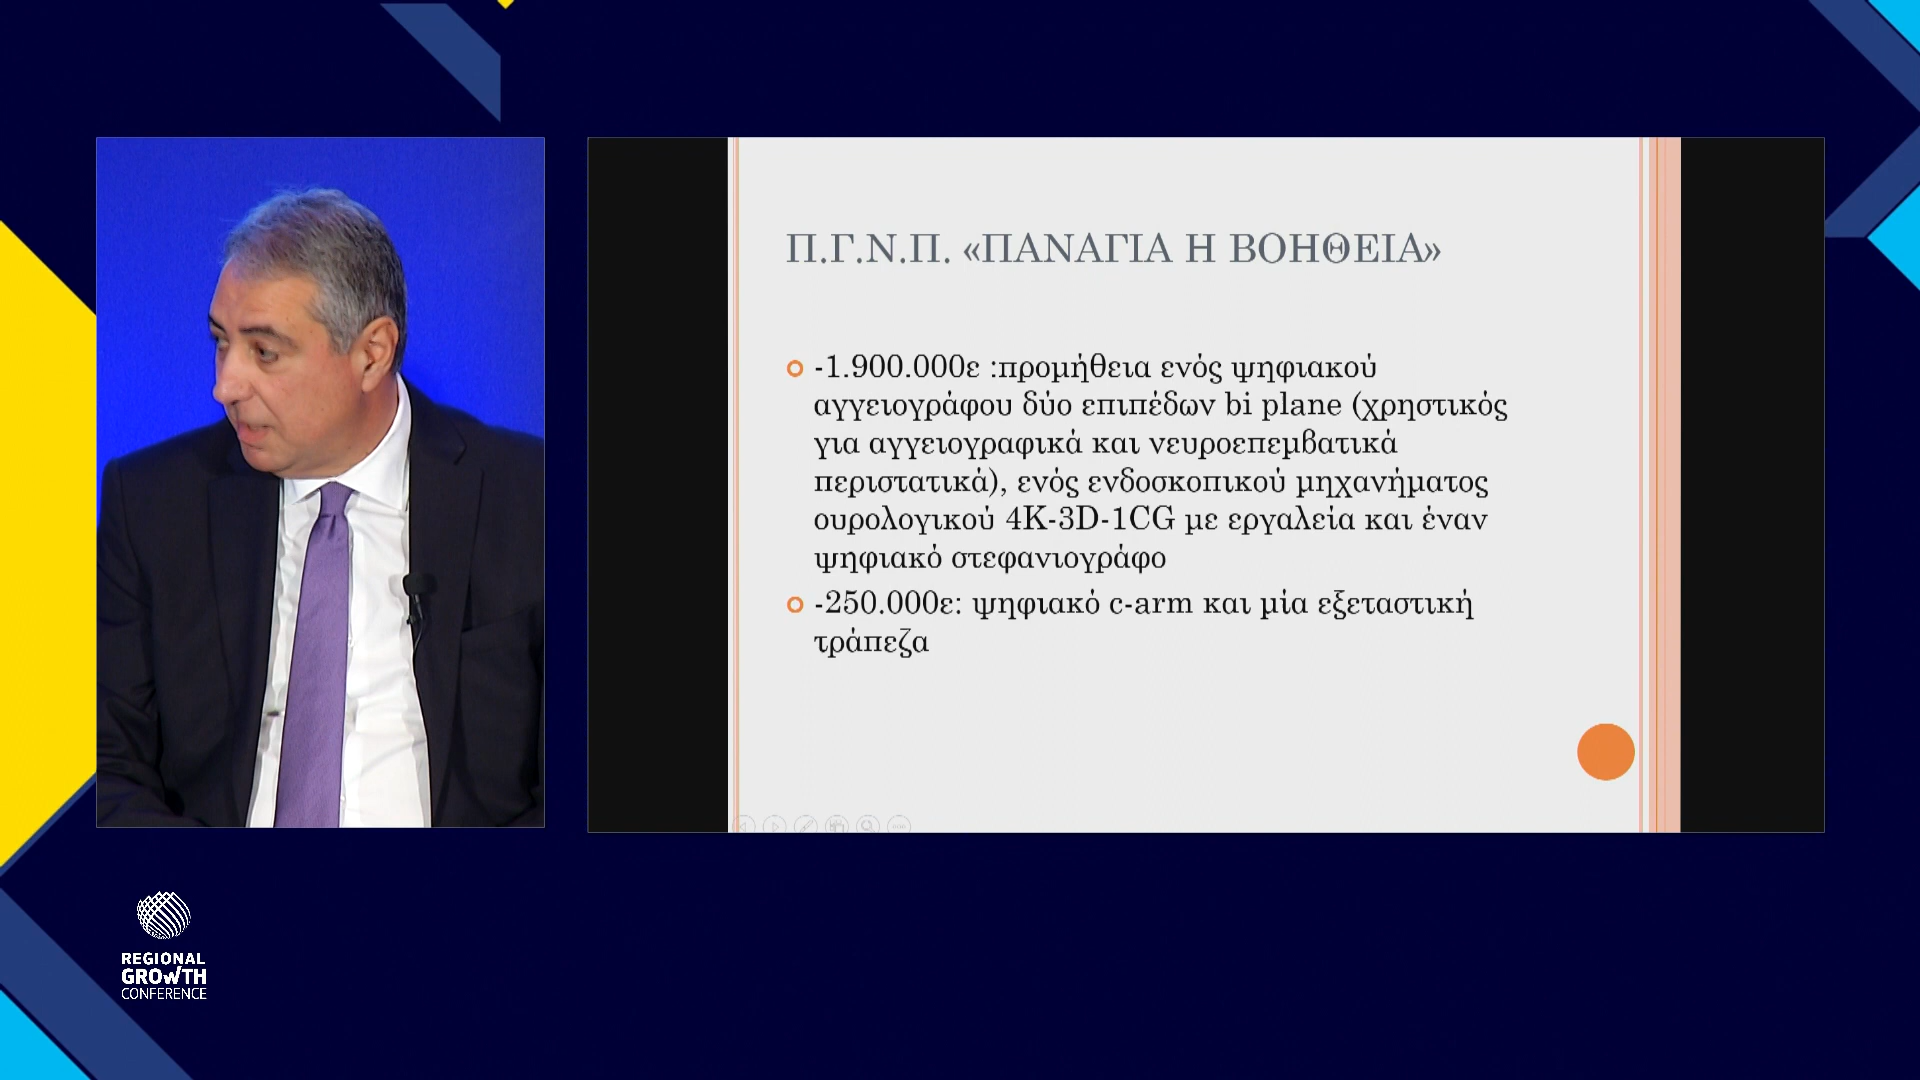 Π.Γ.Ν.Π. «ΠΑΝΑΓΙΑ Η ΒΟΗΘΕΙΑ»
-1.900.000ε :προμήθεια ενός ψηφιακού
αγγειογράφου δύο επιπέδων bi plane (χρηστικός
για αγγειογραφικά και νευροεπεμβατικά
περιστατικά), ενός ενδοσκοπικού μηχανήματος
ουρολογικού 4K-3D-1CG με εργαλεία και έναν
ψηφιακό στεφανιογράφο
-250.000ε: ψηφιακό c-arm και μία εξεταστική
τράπεζα
REGIONAL
GROWTH
CONFERENCE